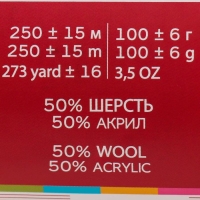 250 ± 15 м 100 ± 6 г
250 ± 15 m 100 ± 6 g
273 yard ± 16 3,5 OZ
50% ШЕРСТЬ
50% АКРИЛ
50% WOOL
50% ACRYLIC